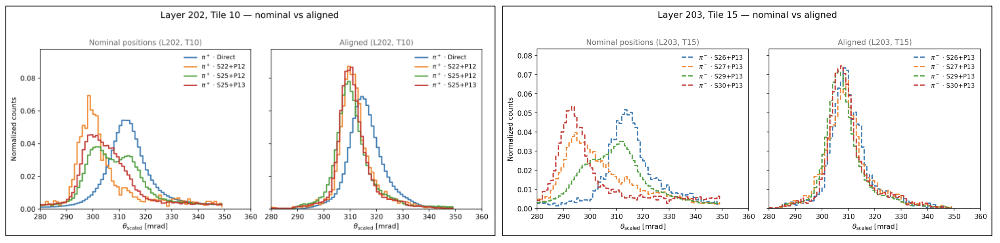 Layer 202, Tile 10 — nominal vs aligned
Nominal positions (L202, T10)
Normalized counts
0.08
0.06
0.04
0.02
0.00
π⁺ · Direct
π⁺ · S22+P12
π⁺ · S25+P12
π⁺ · S25+P13
280 290 300 310 320 330 340 350 360
θscaled [mrad]
Aligned (L202, T10)
π⁺ · Direct
π⁺ · S22+P12
π⁺ · S25+P12
π⁺ · S25+P13
280 290 300 310 320 330 340 350 360
θscaled [mrad]
Layer 203, Tile 15 — nominal vs aligned
Nominal positions (L203, T15)
Normalized counts
0.08
0.07
0.06
0.05
0.04
0.03
0.02
0.01
0.00
π⁻ · S26+P13
π⁻ · S27+P13
π⁻ · S29+P13
π⁻ · S30+P13
280 290 300 310 320 330 340 350 360
θscaled [mrad]
Aligned (L203, T15)
π⁻ · S26+P13
π⁻ · S27+P13
π⁻ · S29+P13
π⁻ · S30+P13
280 290 300 310 320 330 340 350 360
θscaled [mrad]